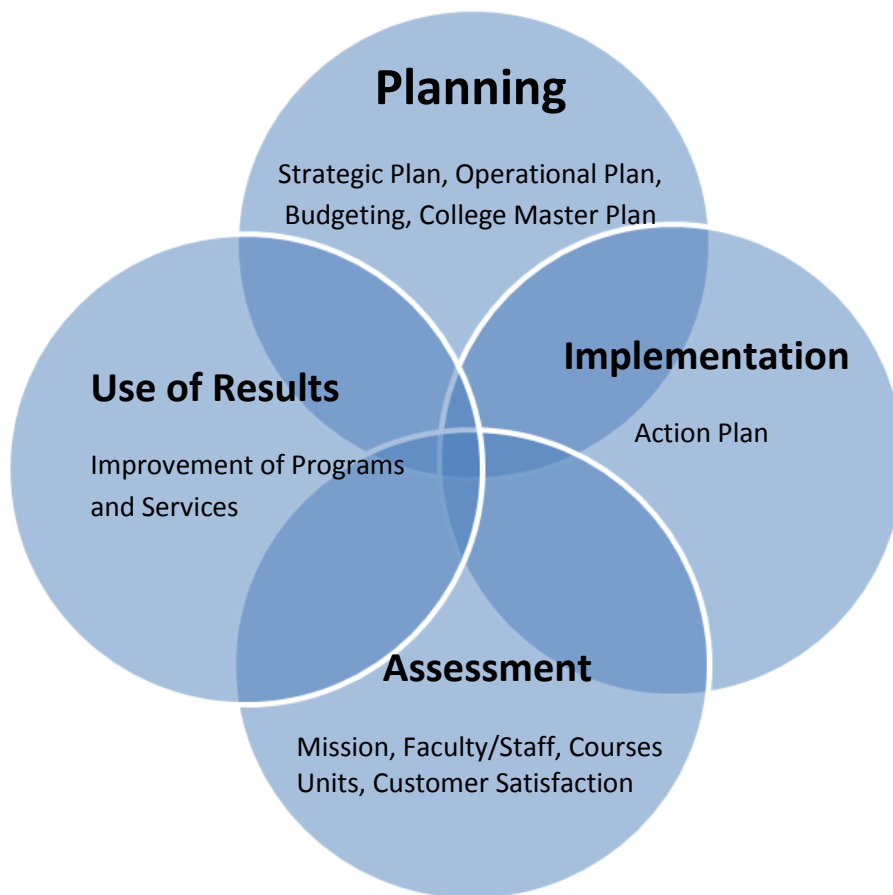 Planning
Strategic Plan, Operational Plan,
Budgeting, College Master Plan
Implementation
Action Plan
Use of Results
Improvement of Programs
and Services
Assessment
Mission, Faculty/Staff, Courses
Units, Customer Satisfaction